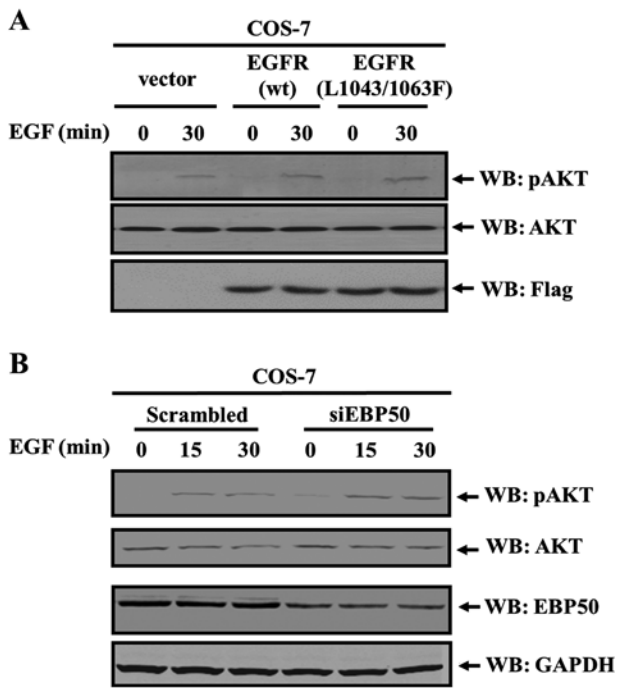 A
COS-7
vector
EGFR
(wt)
EGFR
(L1043/1063F)
EGF (min) 0 30 0 30 0 30
WB: pAKT
WB: AKT
WB: Flag
B
COS-7
Scrambled siEBP50
EGF (min) 0 15 30 0 15 30
WB: pAKT
WB: AKT
WB: EBP50
WB: GAPDH